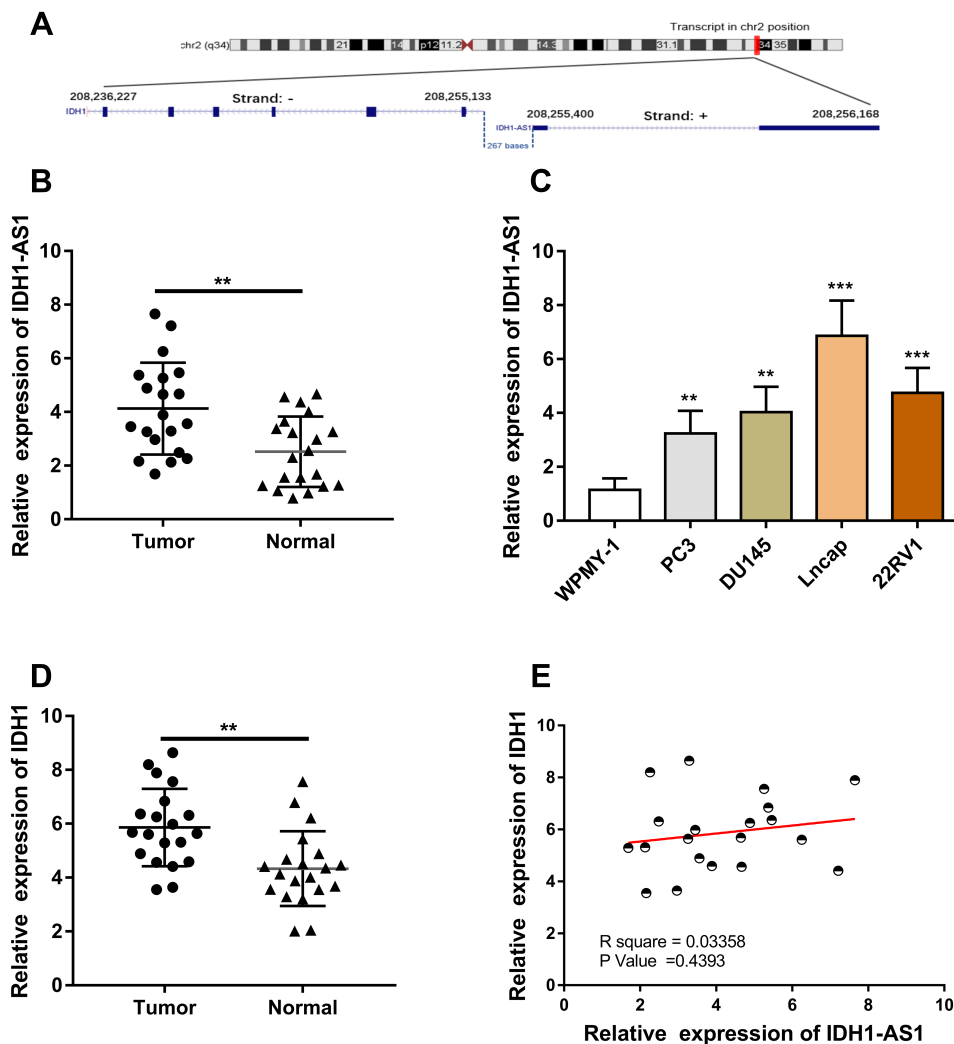 A
Transcript in chr2 position
chr2 (q34) 21 14 p12 11.2 14.3 31.1 34 35
208,236,227 Strand: - 208,255,133
IDH1
208,255,400 Strand: + 208,256,168
IDH1-AS1
267 bases
B
Relative expression of IDH1-AS1
10
8
6
4
2
0
**
Tumor Normal
C
Relative expression of IDH1-AS1
10
8
6
4
2
0
** ** *** ***
WPMY-1 PC3 DU145 Lncap 22RV1
D
Relative expression of IDH1
10
8
6
4
2
0
**
Tumor Normal
E
Relative expression of IDH1
10
8
6
4
2
0
R square = 0.03358
P Value =0.4393
0 2 4 6 8 10
Relative expression of IDH1-AS1